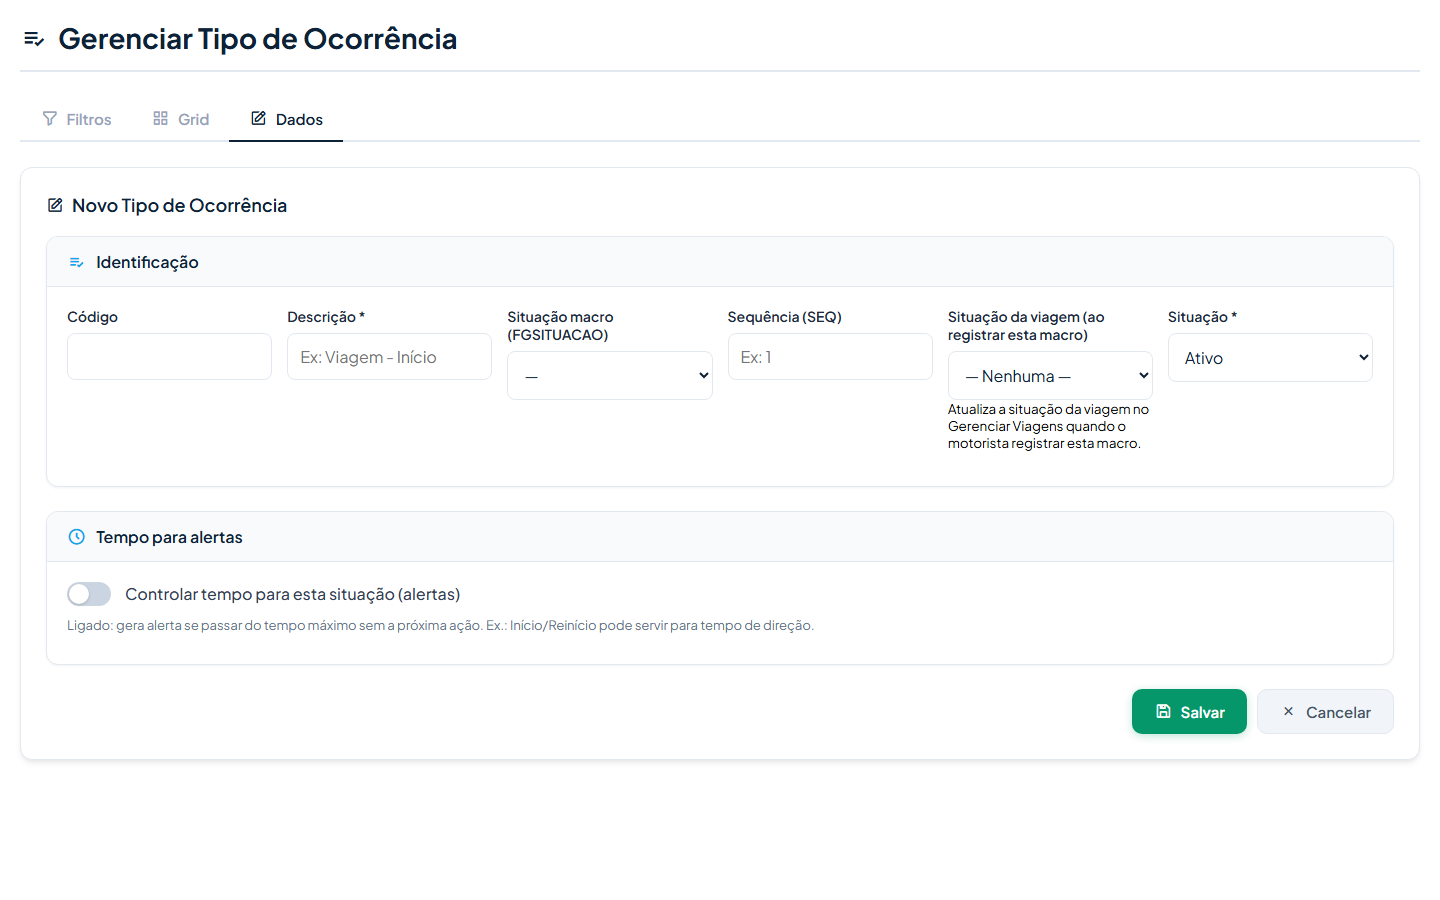 Gerenciar Tipo de Ocorrência
Filtros
Grid
Dados
Novo Tipo de Ocorrência
Identificação
Código
Descrição *
Ex: Viagem - Início
Situação macro
(FGSITUACAO)
—
Sequência (SEQ)
Ex: 1
Situação da viagem (ao
registrar esta macro)
— Nenhuma —
Atualiza a situação da viagem no
Gerenciar Viagens quando o
motorista registrar esta macro.
Situação *
Ativo
Tempo para alertas
Controlar tempo para esta situação (alertas)
Ligado: gera alerta se passar do tempo máximo sem a próxima ação. Ex.: Início/Reinício pode servir para tempo de direção.
Salvar
Cancelar